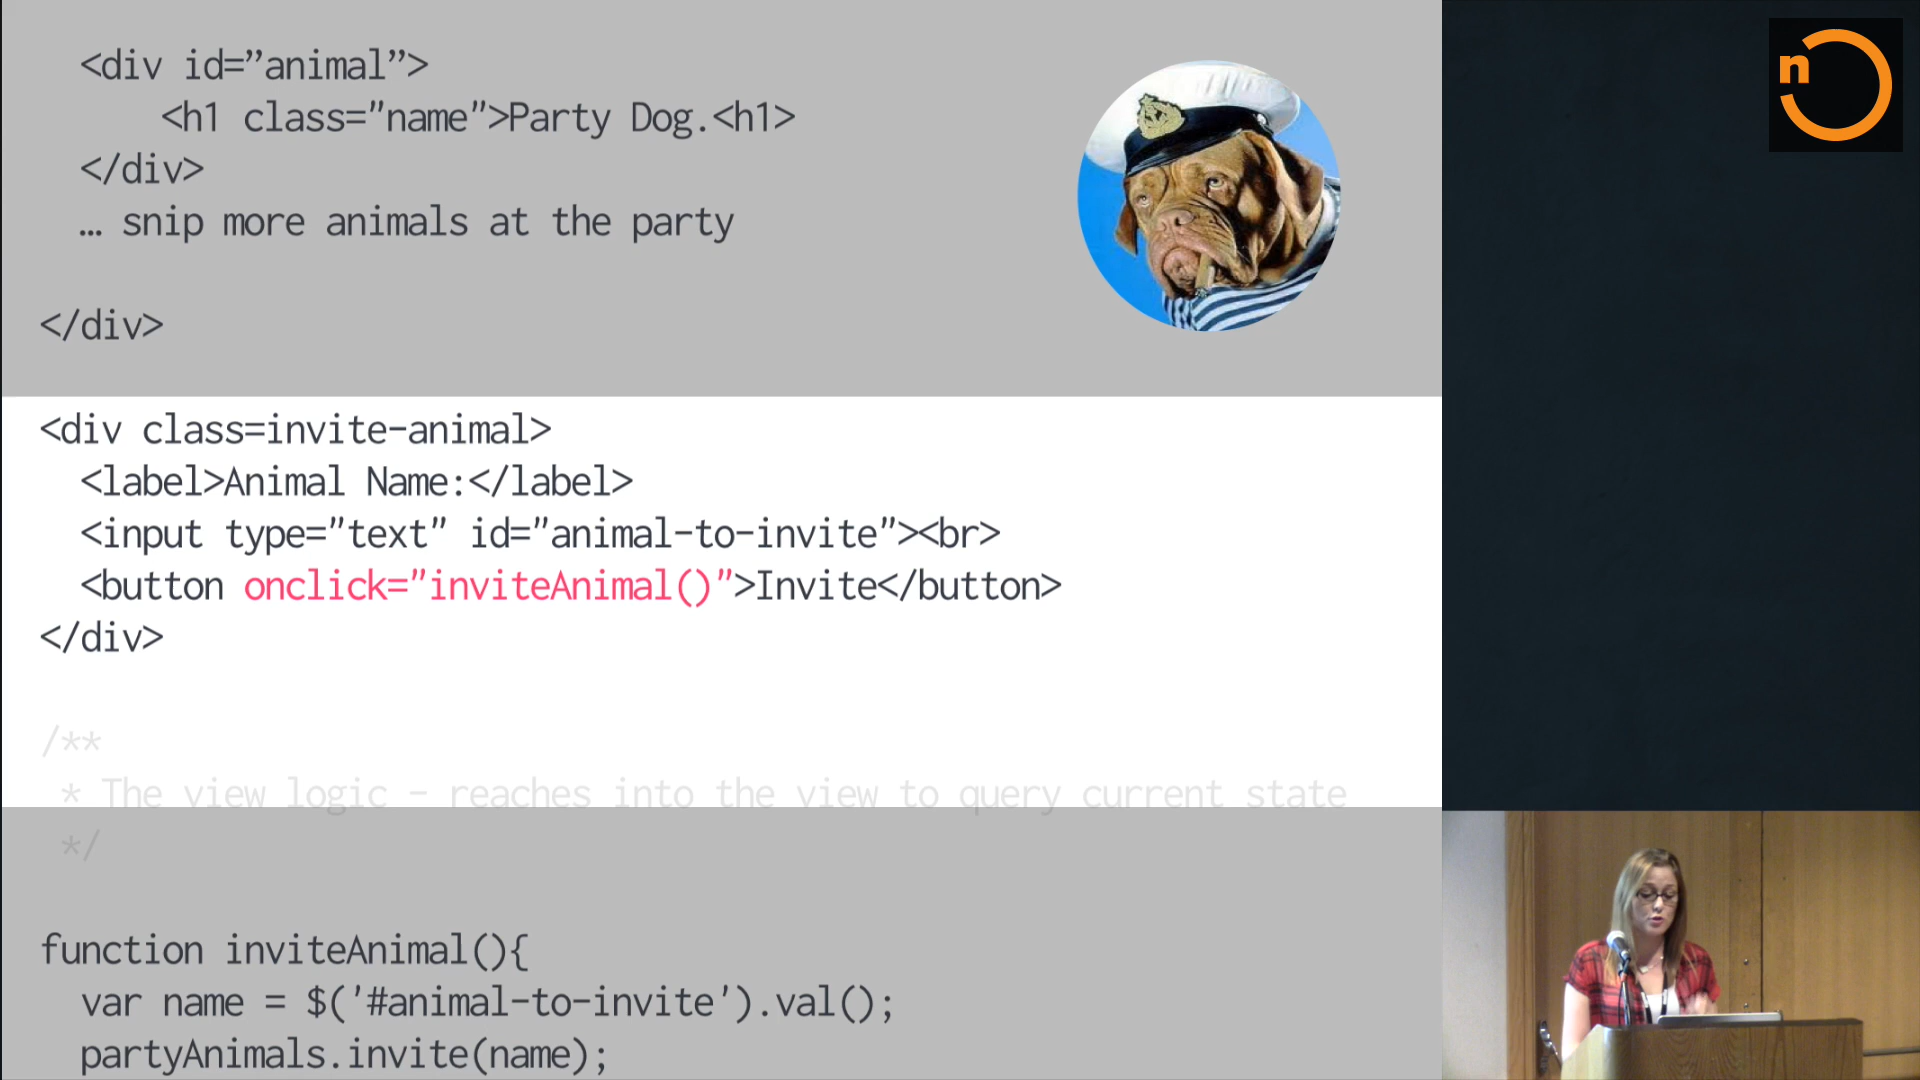 <div id=”animal”>
<h1 class="name">Party Dog.<h1>
</div>
… snip more animals at the party
</div>
<div class=invite-animal>
<label>Animal Name:</label>
<input type="text" id="animal-to-invite"><br>
<button onclick="inviteAnimal()">Invite</button>
</div>
/**
* The view logic - reaches into the view to query current state
*/
function inviteAnimal(){
var name = $('#animal-to-invite').val();
partyAnimals.invite(name);
n